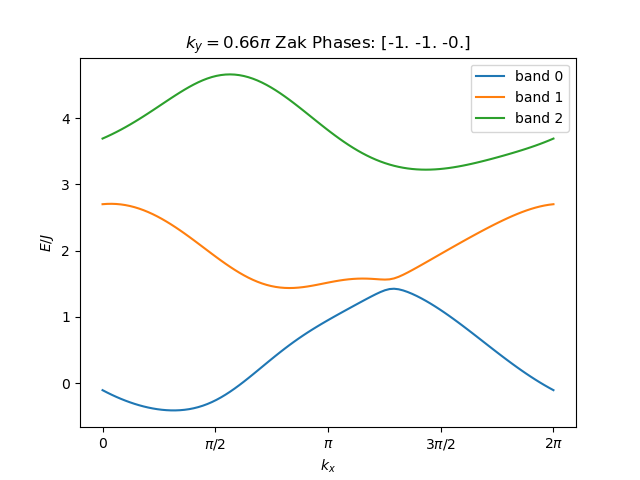 $k_y = 0.66\pi$ Zak Phases: [-1. -1. -0.]
band 0
band 1
band 2
E/J
4
3
2
1
0
0 π/2 π 3π/2 2π
$k_x$